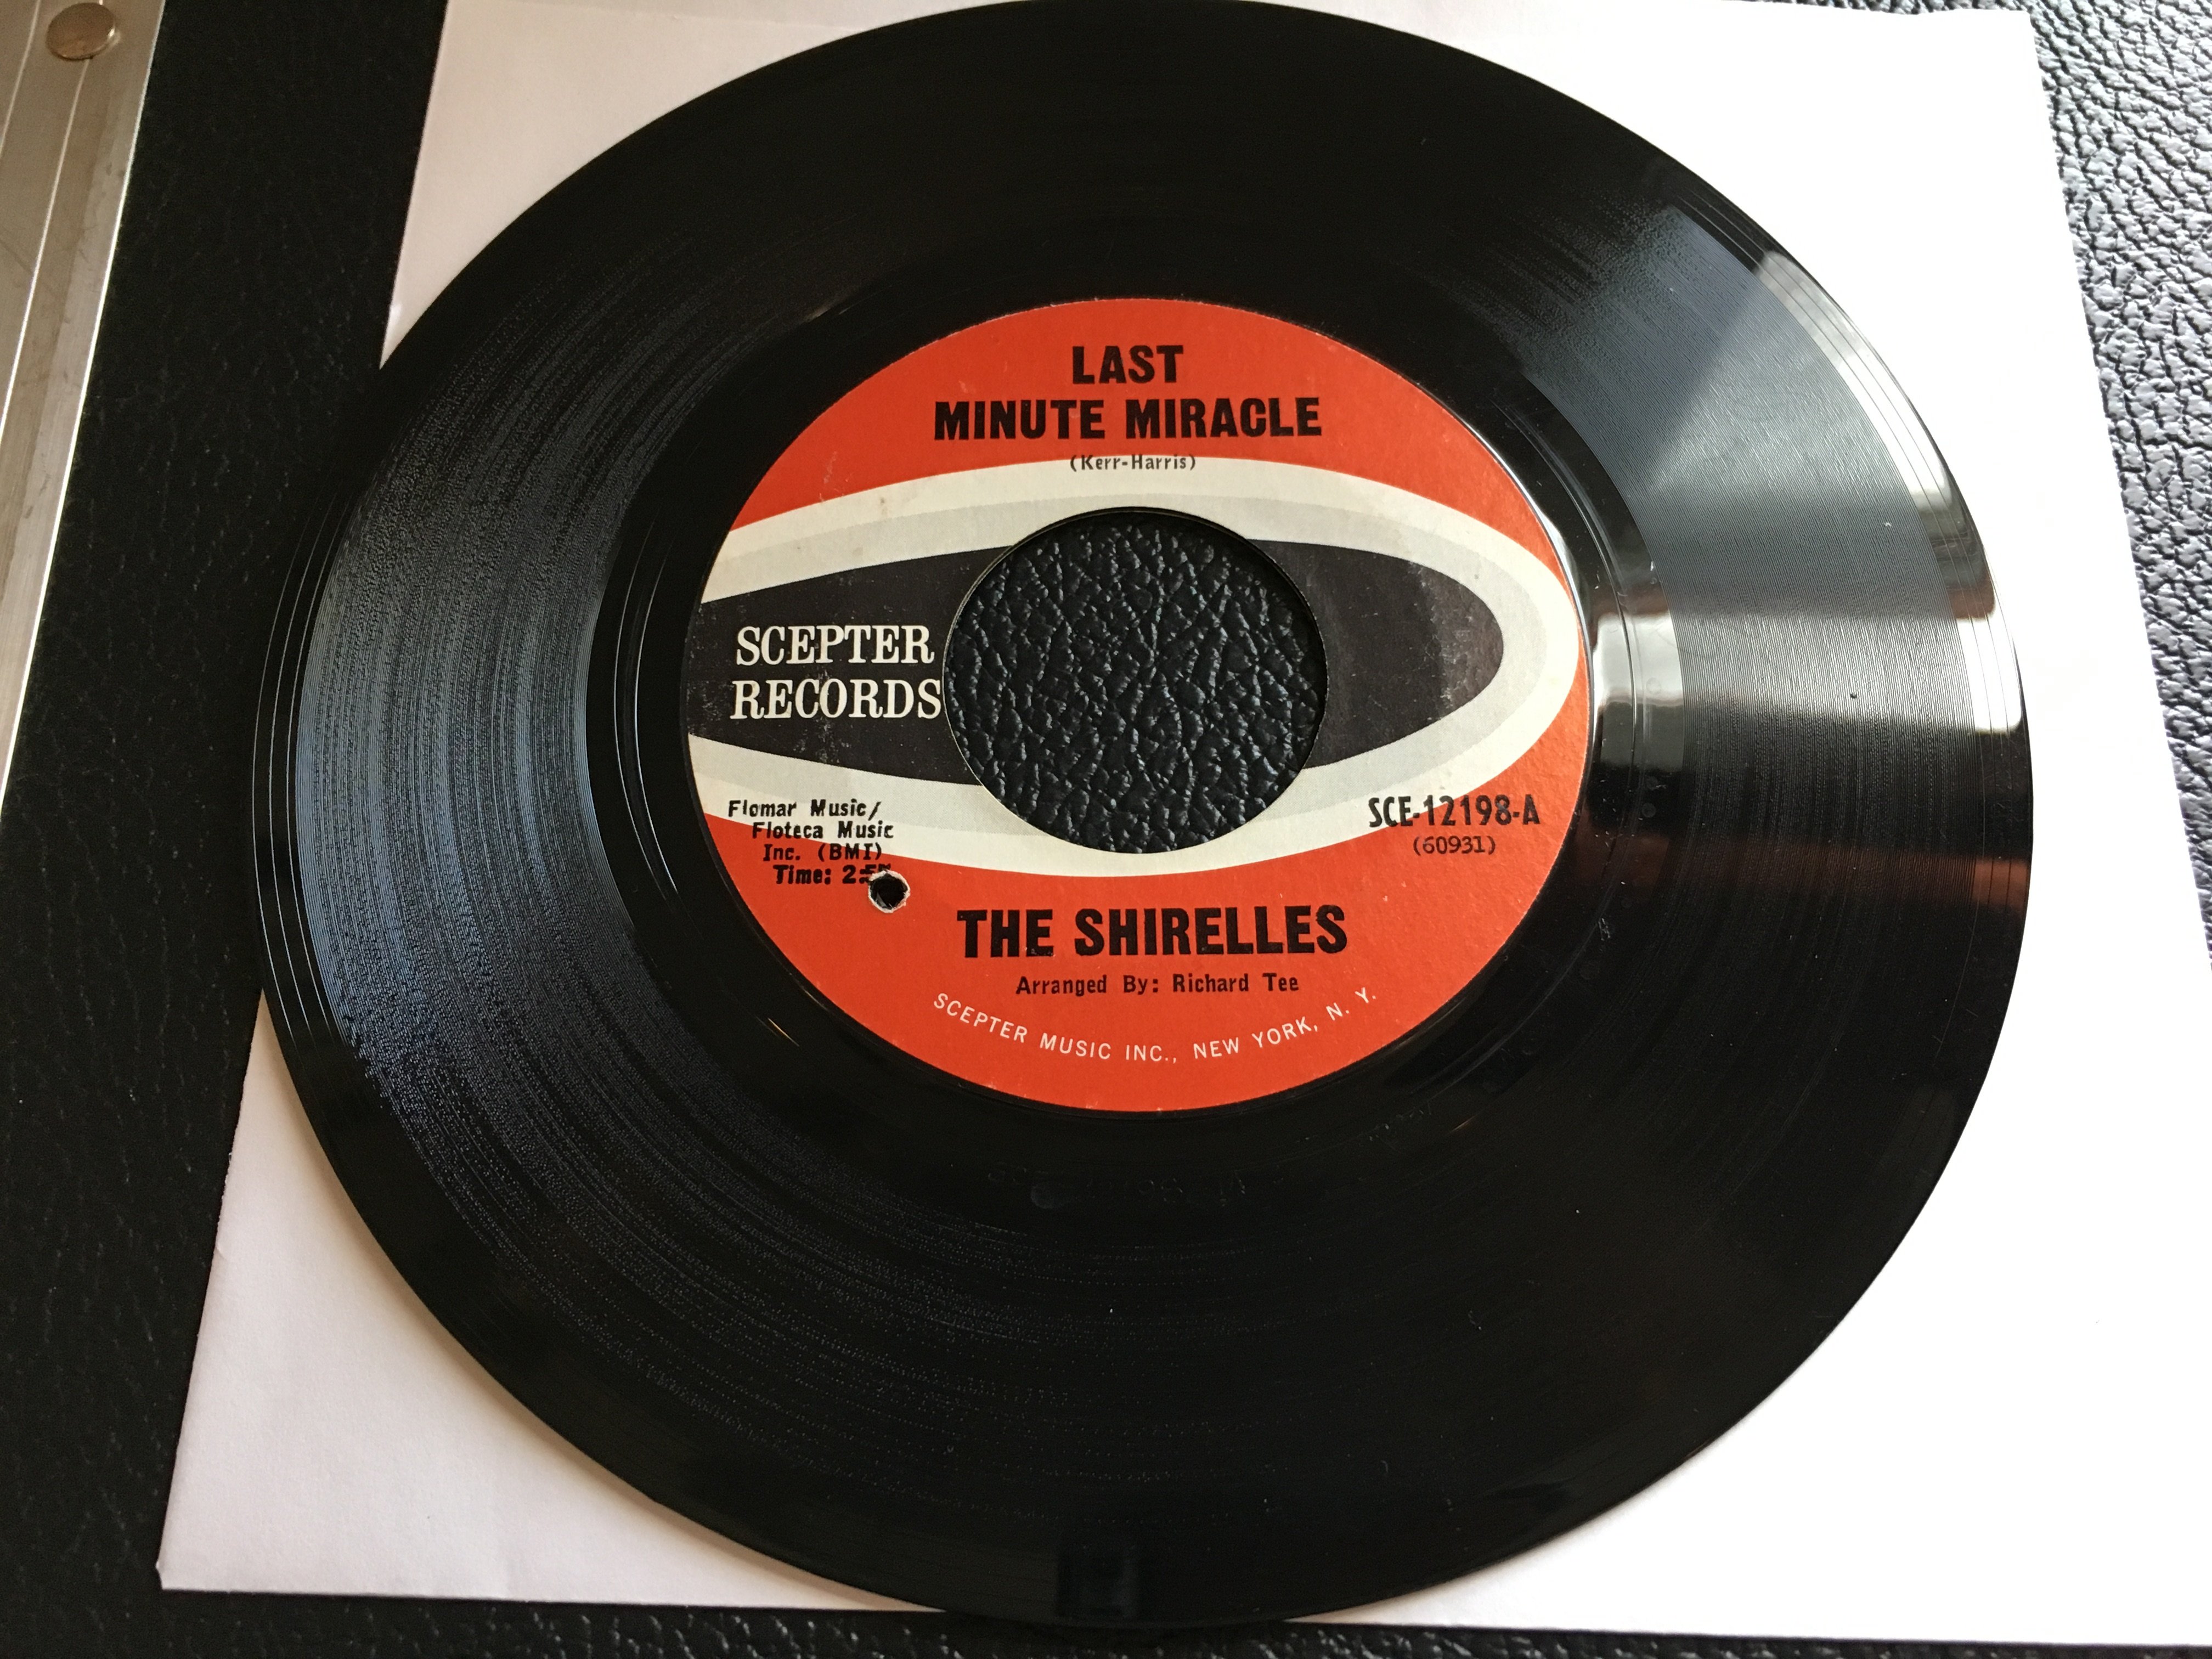 LAST
MINUTE MIRACLE
(Kerr-Harris)
SCEPTER
RECORDS
Flomar Music/
Floteca Music
Inc. (BMI)
Time:
SCE-12198-A
(60931)
THE SHIRELLES
Arranged By: Richard Tee
SCEPTER MUSIC INC., NEW YORK, N. Y.